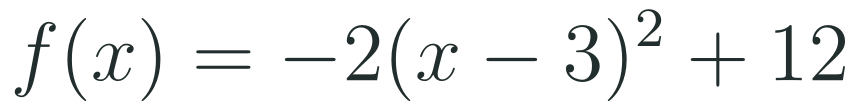 f(x) = −2(x − 3)² + 12